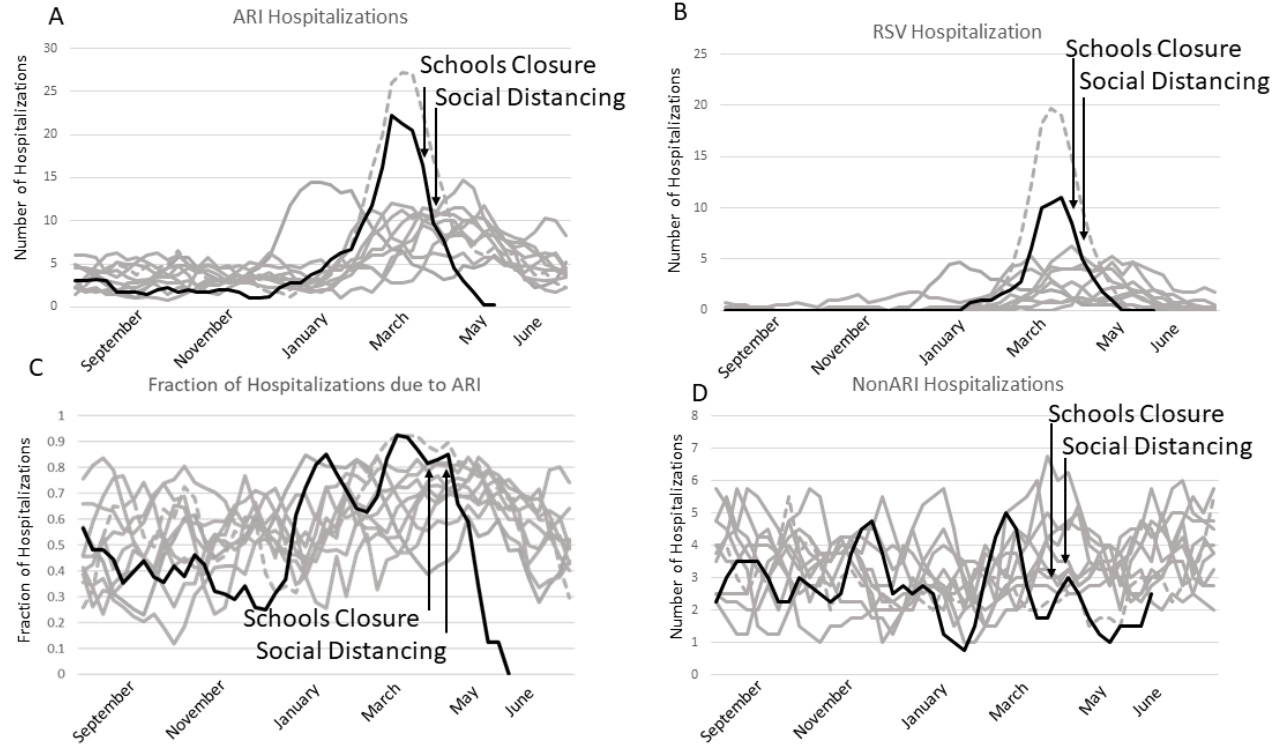 A
ARI Hospitalizations
Number of Hospitalizations
30
25
20
15
10
5
0
Schools Closure
Social Distancing
September
November
January
March
May
June
B
RSV Hospitalization
Number of Hospitalizations
25
20
15
10
5
0
Schools Closure
Social Distancing
September
November
January
March
May
June
C
Fraction of Hospitalizations due to ARI
Fraction of Hospitalizations
1
0.9
0.8
0.7
0.6
0.5
0.4
0.3
0.2
0.1
0
Schools Closure
Social Distancing
September
November
January
March
May
June
D
NonARI Hospitalizations
Number of Hospitalizations
8
7
6
5
4
3
2
1
0
Schools Closure
Social Distancing
September
November
January
March
May
June